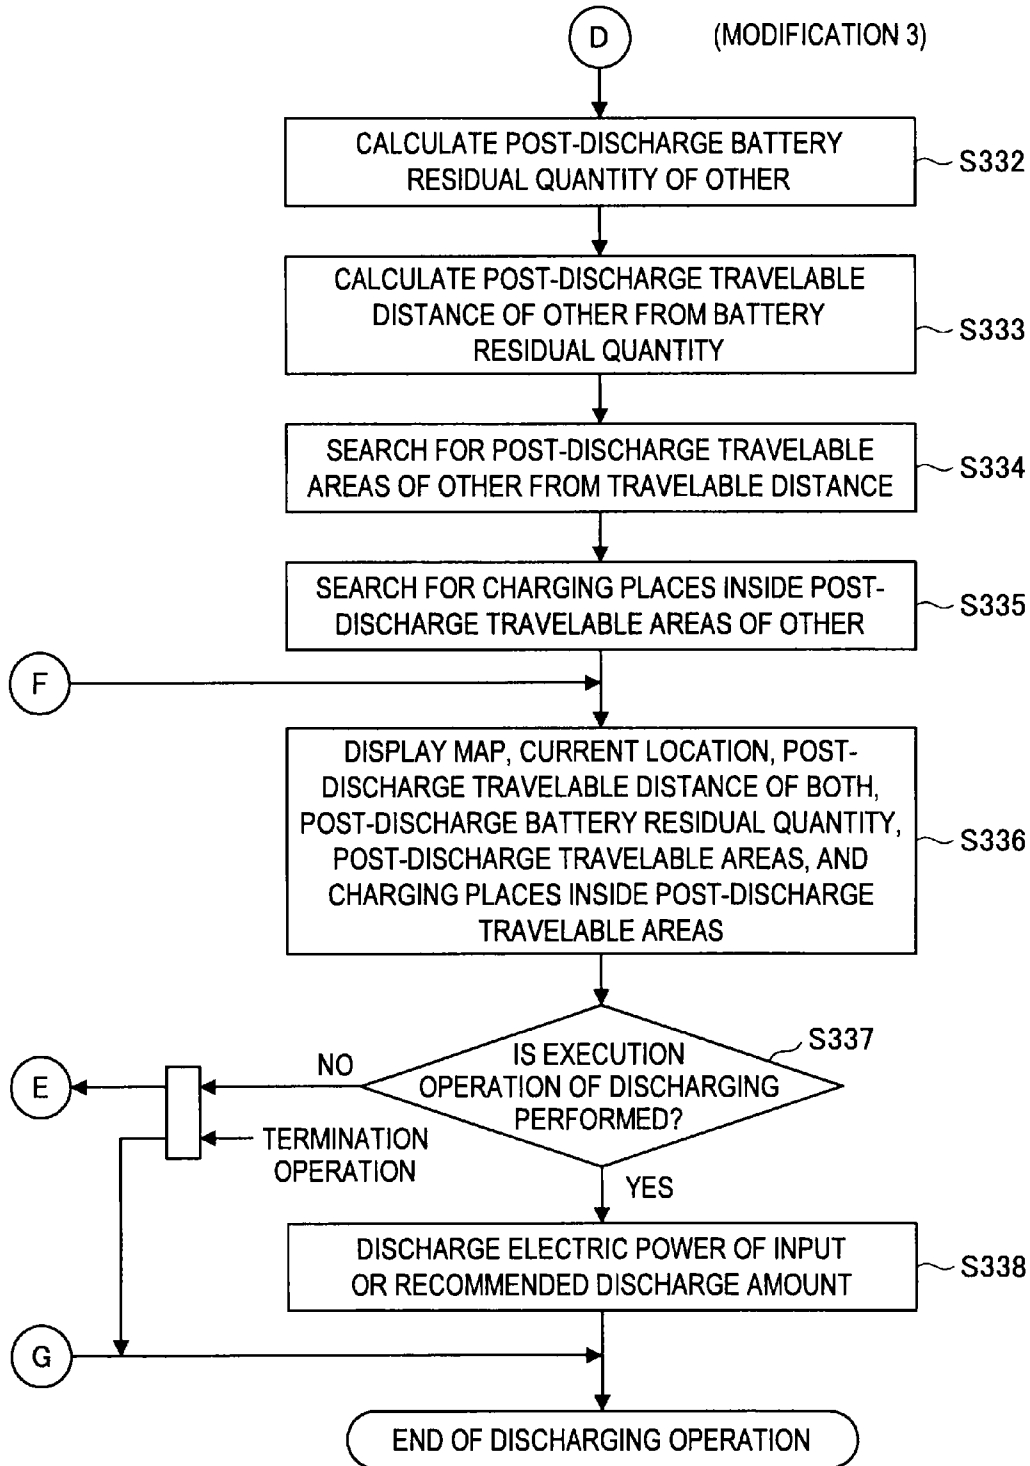 D
(MODIFICATION 3)
CALCULATE POST-DISCHARGE BATTERY
RESIDUAL QUANTITY OF OTHER
S332
CALCULATE POST-DISCHARGE TRAVELABLE
DISTANCE OF OTHER FROM BATTERY
RESIDUAL QUANTITY
S333
SEARCH FOR POST-DISCHARGE TRAVELABLE
AREAS OF OTHER FROM TRAVELABLE DISTANCE
S334
SEARCH FOR CHARGING PLACES INSIDE POST-
DISCHARGE TRAVELABLE AREAS OF OTHER
S335
F
DISPLAY MAP, CURRENT LOCATION, POST-
DISCHARGE TRAVELABLE DISTANCE OF BOTH,
POST-DISCHARGE BATTERY RESIDUAL QUANTITY,
POST-DISCHARGE TRAVELABLE AREAS, AND
CHARGING PLACES INSIDE POST-DISCHARGE
TRAVELABLE AREAS
S336
IS EXECUTION
OPERATION OF DISCHARGING
PERFORMED?
S337
NO
E
TERMINATION
OPERATION
YES
DISCHARGE ELECTRIC POWER OF INPUT
OR RECOMMENDED DISCHARGE AMOUNT
S338
G
END OF DISCHARGING OPERATION